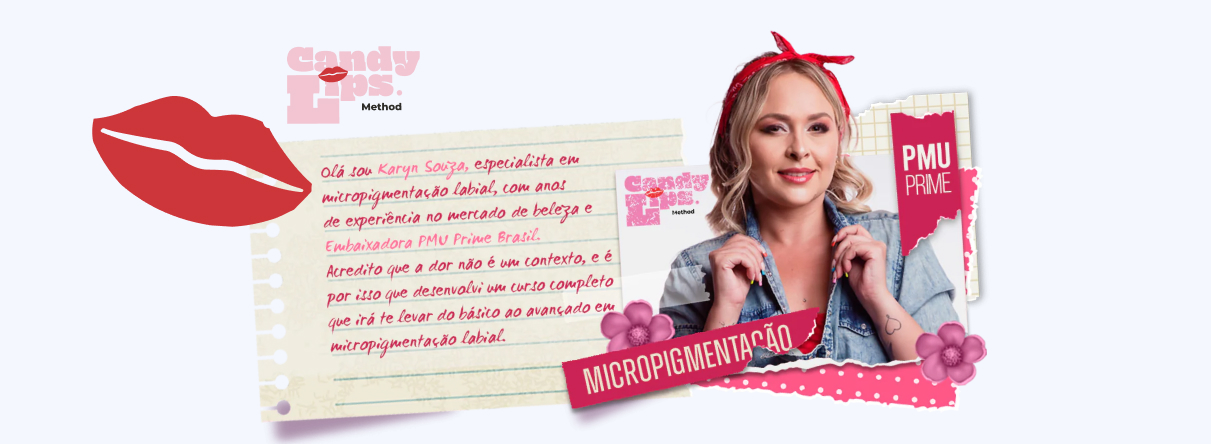 Candy
Lips.
Method
Olá sou Karyn Souza, especialista em
micropigmentação labial, com anos
de experiência no mercado de beleza e
Embaixadora PMU Prime Brasil.
Acredito que a dor não é um contexto, e é
por isso que desenvolvi um curso completo
que irá te levar do básico ao avançado em
micropigmentação labial.
Candy
Lips.
Method
PMU
PRIME
MICROPIGMENTAÇÃO